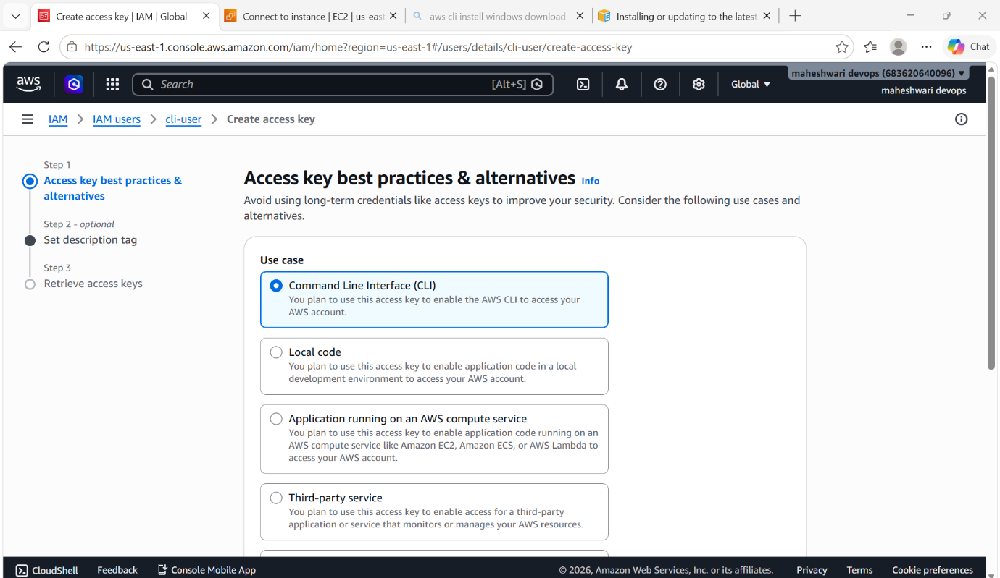 Create access key | IAM | Global
Connect to instance | EC2 | us-east
aws cli install windows download -
Installing or updating to the latest
https://us-east-1.console.aws.amazon.com/iam/home?region=us-east-1#/users/details/cli-user/create-access-key
Chat
aws
Search
[Alt+S]
Global
maheshwari devops (683620640096)
maheshwari devops
IAM
IAM users
cli-user
Create access key
Step 1
Access key best practices &
alternatives
Step 2 - optional
Set description tag
Step 3
Retrieve access keys
Access key best practices & alternatives Info
Avoid using long-term credentials like access keys to improve your security. Consider the following use cases and
alternatives.
Use case
Command Line Interface (CLI)
You plan to use this access key to enable the AWS CLI to access your
AWS account.
Local code
You plan to use this access key to enable application code in a local
development environment to access your AWS account.
Application running on an AWS compute service
You plan to use this access key to enable application code running on an
AWS compute service like Amazon EC2, Amazon ECS, or AWS Lambda to
access your AWS account.
Third-party service
You plan to use this access key to enable access for a third-party
application or service that monitors or manages your AWS resources.
CloudShell
Feedback
Console Mobile App
© 2026, Amazon Web Services, Inc. or its affiliates.
Privacy
Terms
Cookie preferences